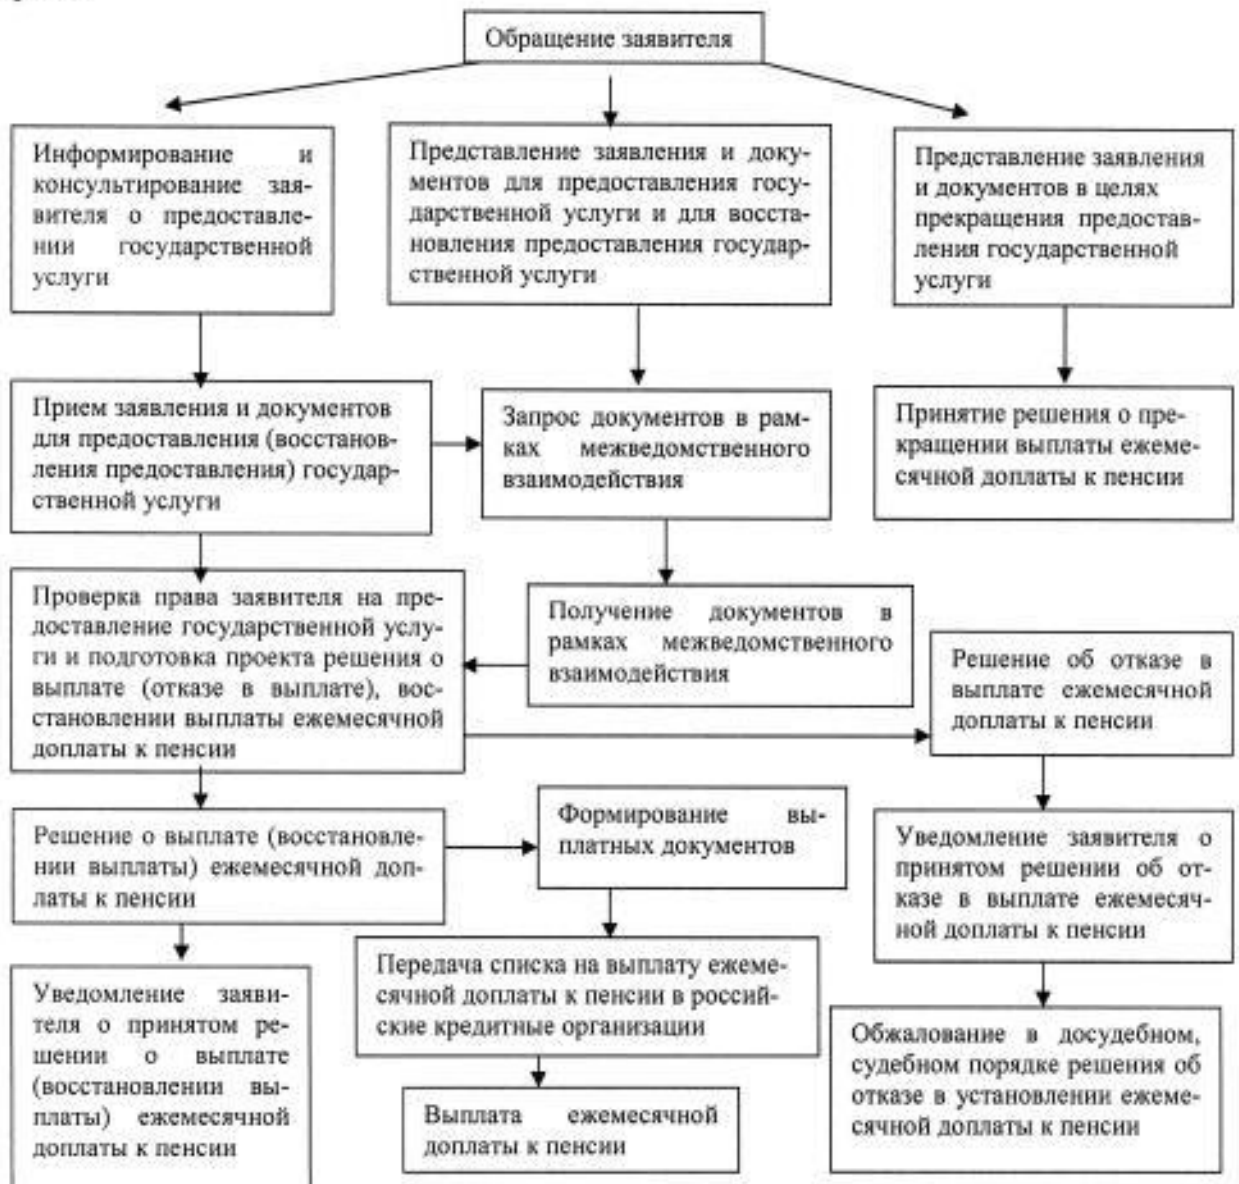 Обращение заявителя
Информирование и
консультирование зая-
вителя о предоставле-
нии государственной
услуги
Представление заявления и доку-
ментов для предоставления госу-
дарственной услуги и для восста-
новления предоставления государ-
ственной услуги
Представление заявления
и документов в целях
прекращения предостав-
ления государственной
услуги
Прием заявления и документов
для предоставления (восстанов-
ления предоставления) государ-
ственной услуги
Запрос документов в рам-
ках межведомственного
взаимодействия
Принятие решения о пре-
кращении выплаты ежеме-
сячной доплаты к пенсии
Проверка права заявителя на пре-
доставление государственной услу-
ги и подготовка проекта решения о
выплате (отказе в выплате), вос-
становлении выплаты ежемесячной
доплаты к пенсии
Получение документов в
рамках межведомственного
взаимодействия
Решение об отказе в
выплате ежемесячной
доплаты к пенсии
Решение о выплате (восстановле-
нии выплаты) ежемесячной доп-
латы к пенсии
Формирование вы-
платных документов
Уведомление заявителя о
принятом решении об от-
казе в выплате ежемесяч-
ной доплаты к пенсии
Уведомление заяви-
теля о принятом ре-
шении о выплате
(восстановлении вы-
платы) ежемесячной
доплаты к пенсии
Передача списка на выплату ежеме-
сячной доплаты к пенсии в россий-
ские кредитные организации
Выплата ежемесячной
доплаты к пенсии
Обжалование в досудебном,
судебном порядке решения об
отказе в установлении ежеме-
сячной доплаты к пенсии